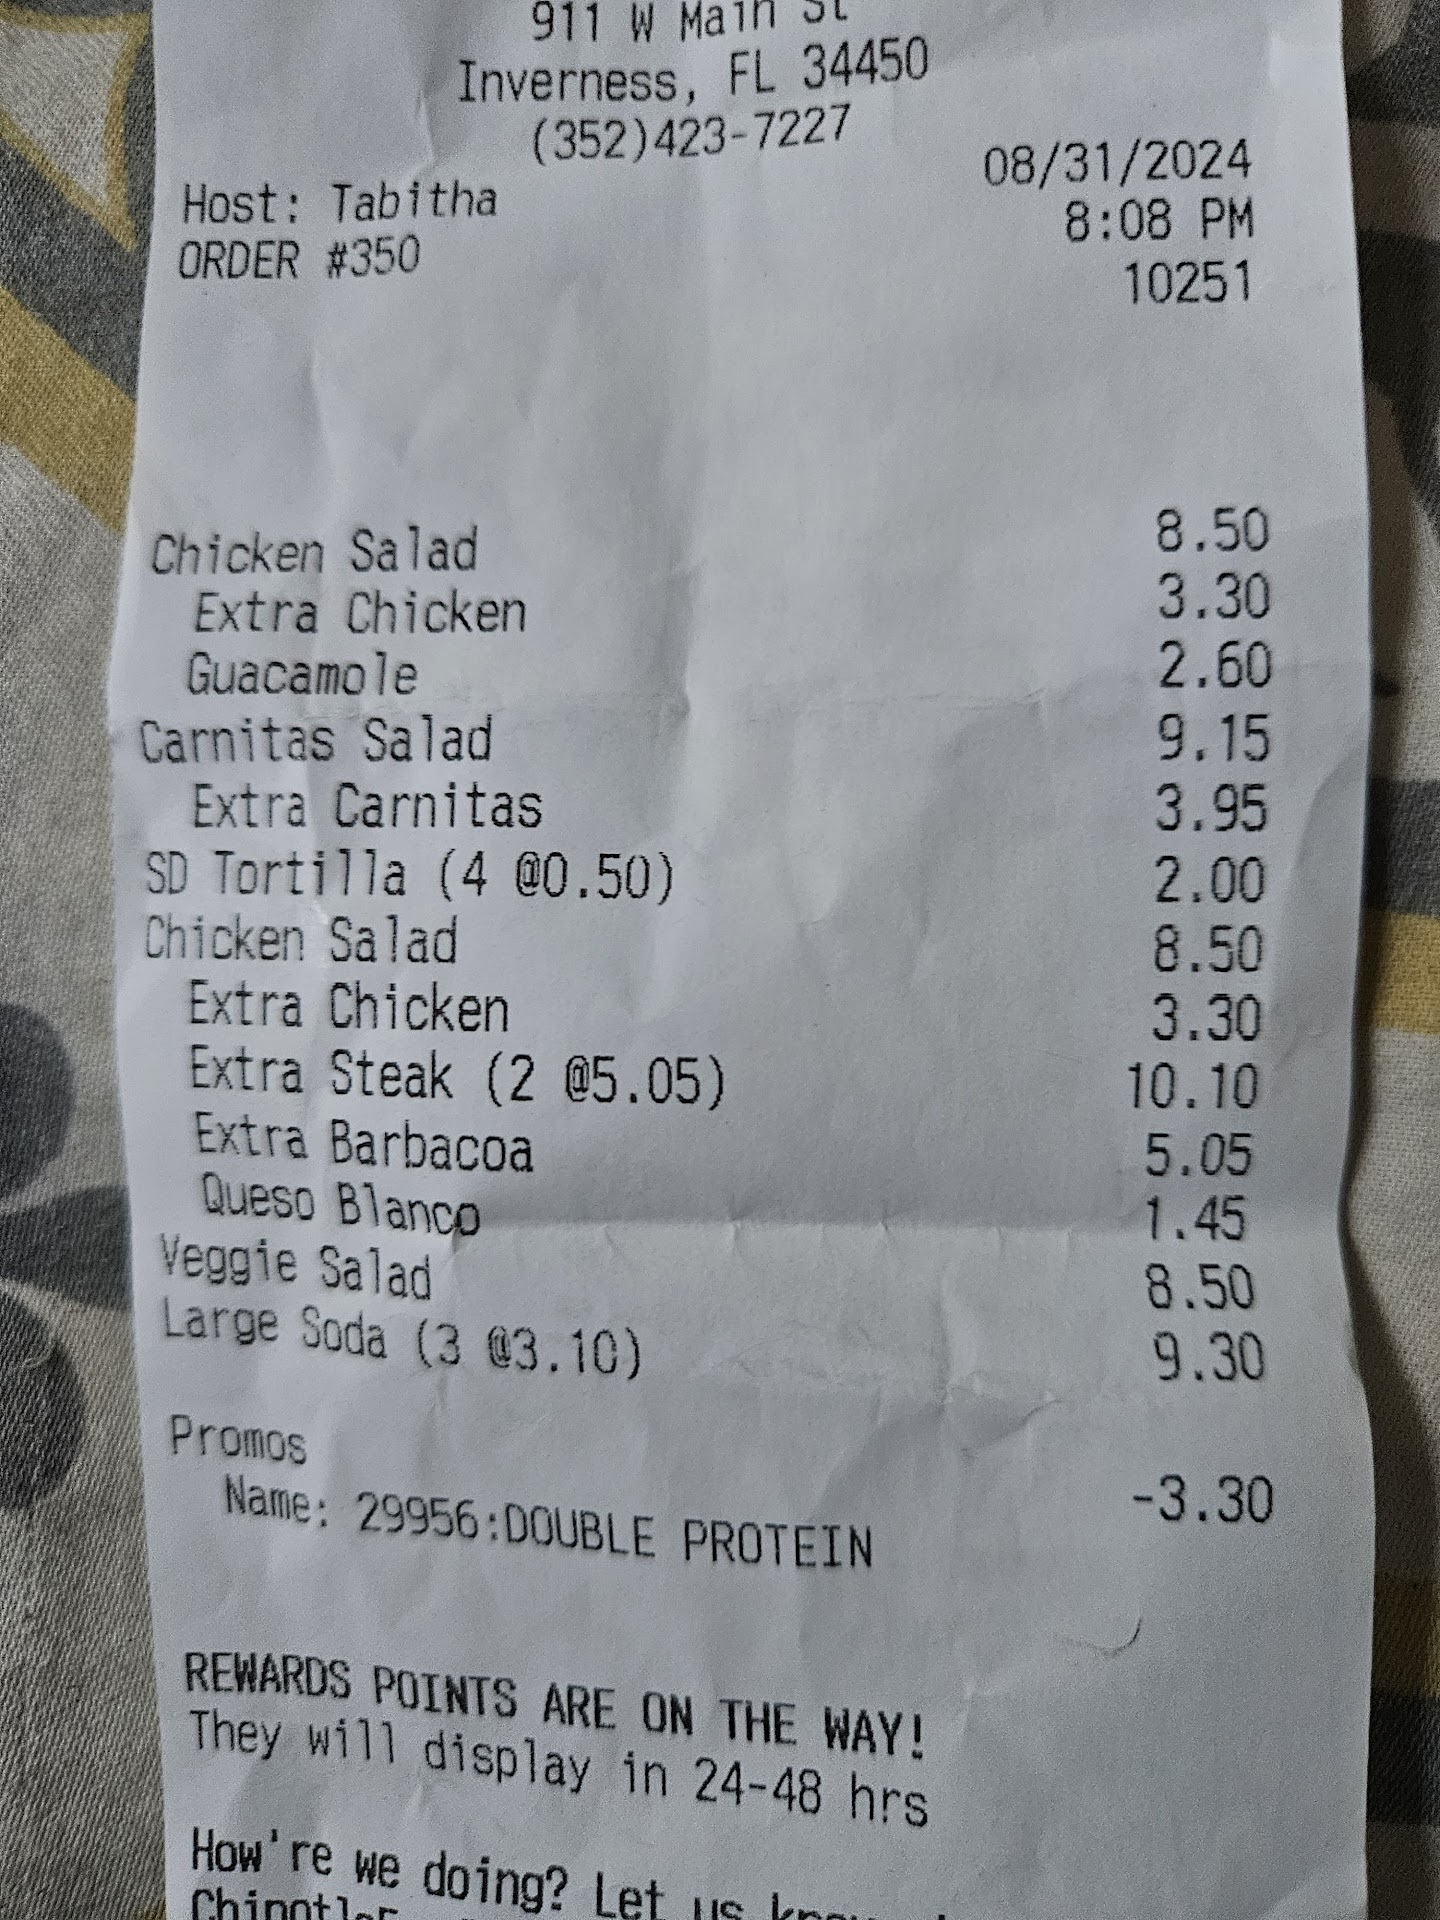 911 W Main St
Inverness, FL 34450
(352)423-7227
08/31/2024
Host: Tabitha 8:08 PM
ORDER #350 10251
Chicken Salad 8.50
Extra Chicken 3.30
Guacamole 2.60
Carnitas Salad 9.15
Extra Carnitas 3.95
SD Tortilla (4 @0.50) 2.00
Chicken Salad 8.50
Extra Chicken 3.30
Extra Steak (2 @5.05) 10.10
Extra Barbacoa 5.05
Queso Blanco 1.45
Veggie Salad 8.50
Large Soda (3 @3.10) 9.30
Promos
Name: 29956:DOUBLE PROTEIN -3.30
REWARDS POINTS ARE ON THE WAY!
They will display in 24-48 hrs
How're we doing? Let us know